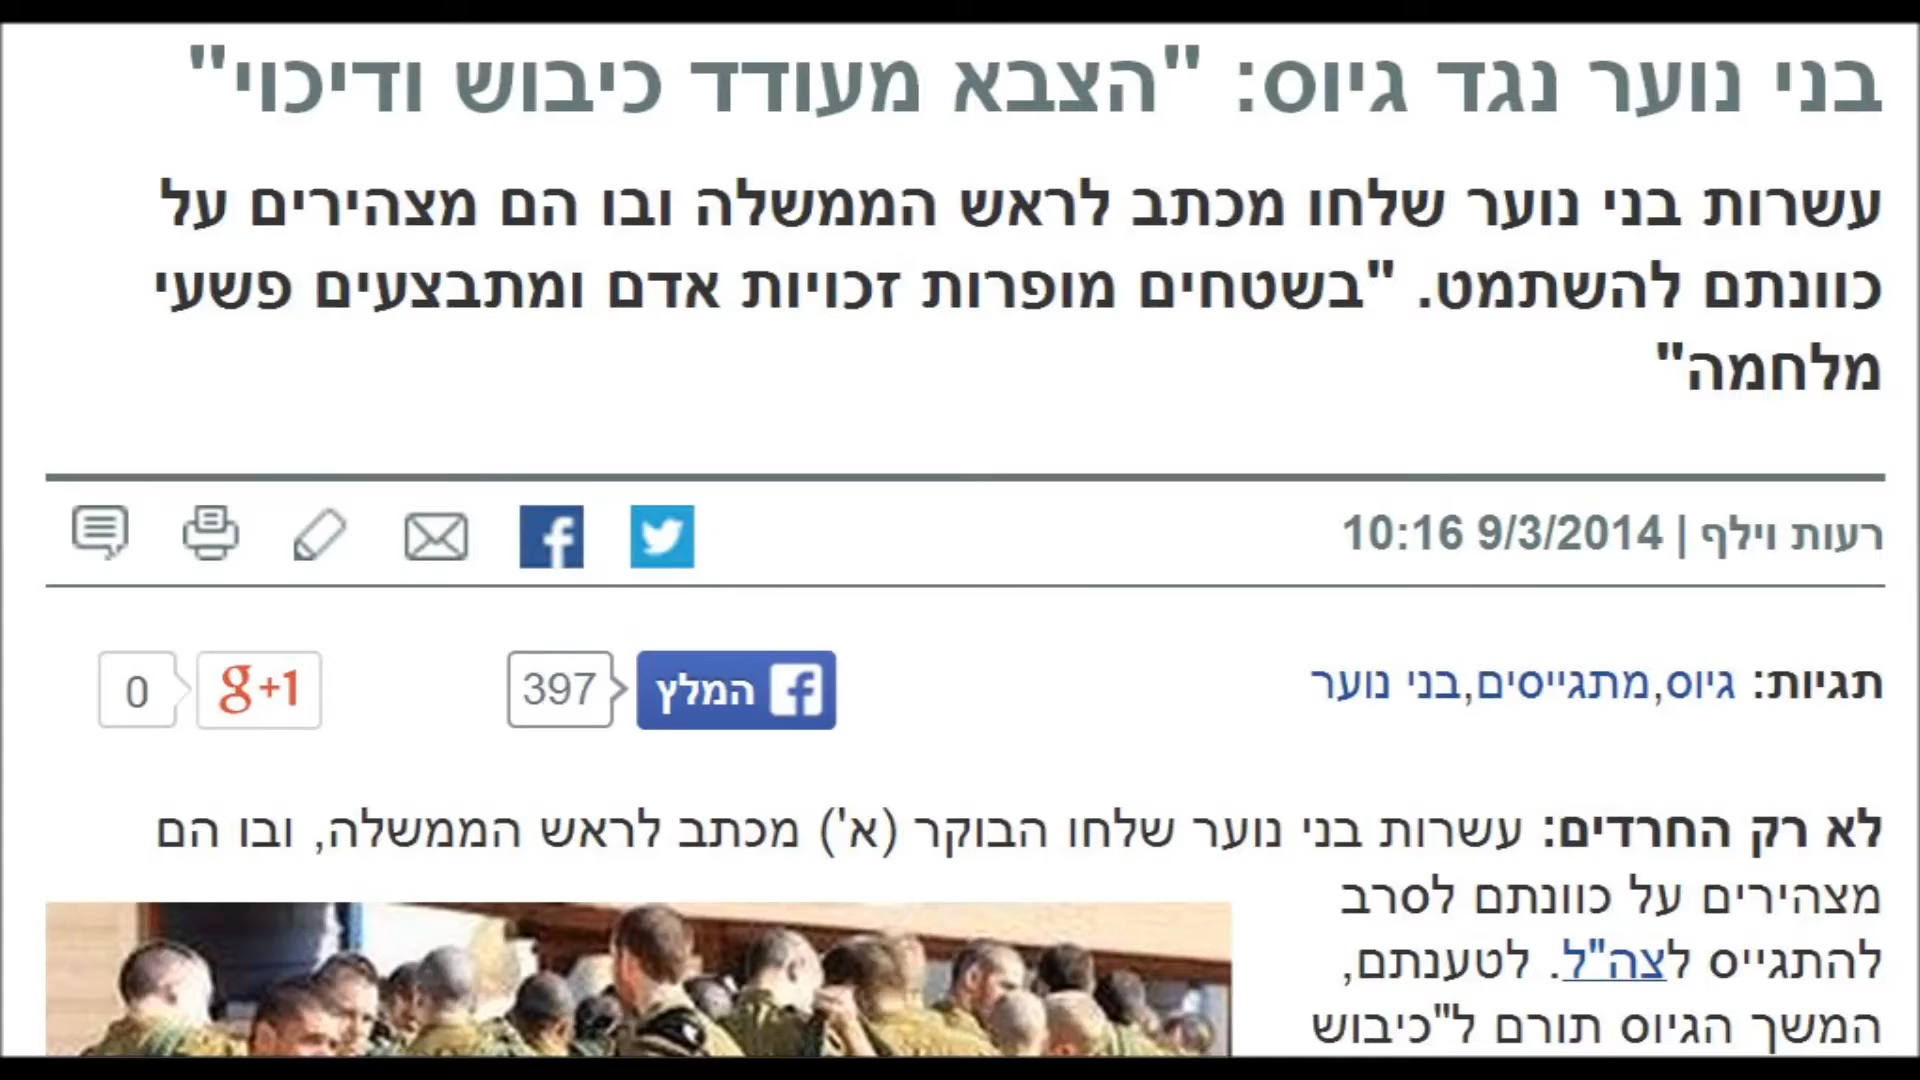 בני נוער נגד גיוס: "הצבא מעודד כיבוש ודיכוי"
עשרות בני נוער שלחו מכתב לראש הממשלה ובו הם מצהירים על
כוונתם להשתמט. "בשטחים מופרות זכויות אדם ומתבצעים פשעי
מלחמה"
רעות וילף | 9/3/2014 10:16
תגיות: גיוס,מתגייסים,בני נוער
המלץ
397
g+1
0
לא רק החרדים: עשרות בני נוער שלחו הבוקר (א') מכתב לראש הממשלה, ובו הם
מצהירים על כוונתם לסרב
להתגייס לצה"ל. לטענתם,
המשך הגיוס תורם ל"כיבוש